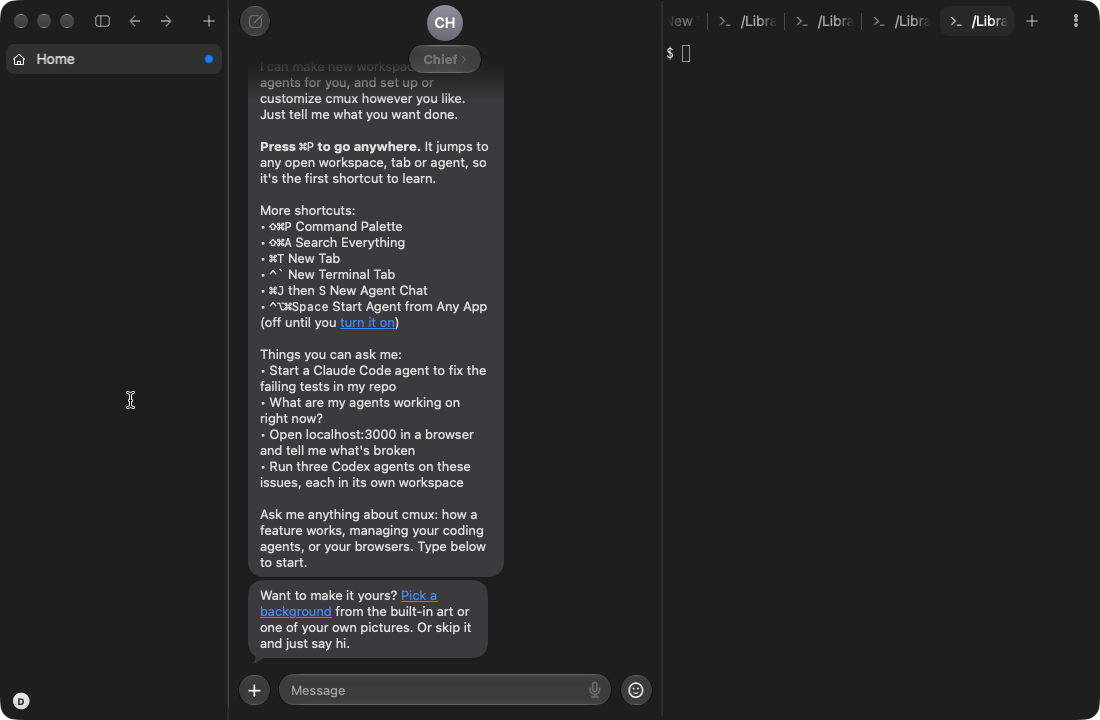 New
/Libra
/Libra
/Libra
/Libra
Home
CH
Chief
$
I can make new workspac
agents for you, and set up or
customize cmux however you like.
Just tell me what you want done.
Press ⌘P to go anywhere. It jumps to
any open workspace, tab or agent, so
it's the first shortcut to learn.
More shortcuts:
• ⇧⌘P Command Palette
• ⇧⌘A Search Everything
• ⌘T New Tab
• ^` New Terminal Tab
• ⌘J then S New Agent Chat
• ^⌥⌘Space Start Agent from Any App
(off until you turn it on)
Things you can ask me:
• Start a Claude Code agent to fix the
failing tests in my repo
• What are my agents working on
right now?
• Open localhost:3000 in a browser
and tell me what's broken
• Run three Codex agents on these
issues, each in its own workspace
Ask me anything about cmux: how a
feature works, managing your coding
agents, or your browsers. Type below
to start.
Want to make it yours? Pick a
background from the built-in art or
one of your own pictures. Or skip it
and just say hi.
Message
D